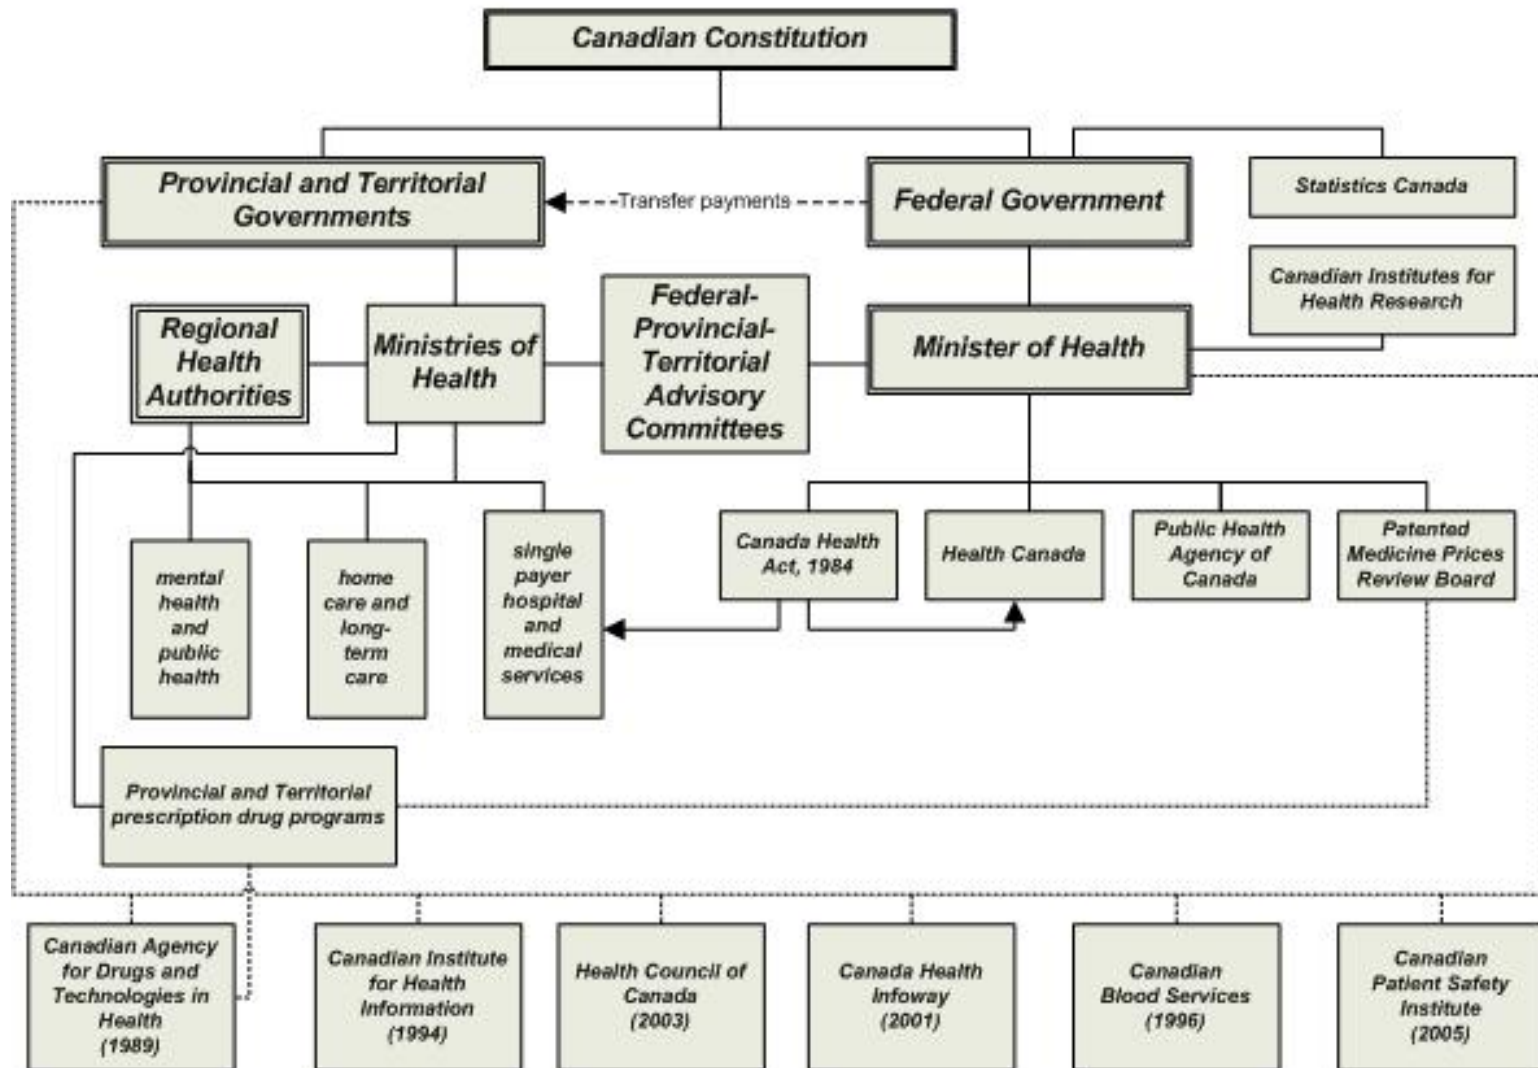 Canadian Constitution
Provincial and Territorial
Governments
Transfer payments
Federal Government
Statistics Canada
Canadian Institutes for
Health Research
Regional
Health
Authorities
Ministries of
Health
Federal-
Provincial-
Territorial
Advisory
Committees
Minister of Health
mental
health
and
public
health
home
care and
long-
term
care
single
payer
hospital
and
medical
services
Canada Health
Act, 1984
Health Canada
Public Health
Agency of
Canada
Patented
Medicine Prices
Review Board
Provincial and Territorial
prescription drug programs
Canadian Agency
for Drugs and
Technologies in
Health
(1989)
Canadian Institute
for Health
Information
(1994)
Health Council of
Canada
(2003)
Canada Health
Infoway
(2001)
Canadian
Blood Services
(1996)
Canadian
Patient Safety
Institute
(2005)